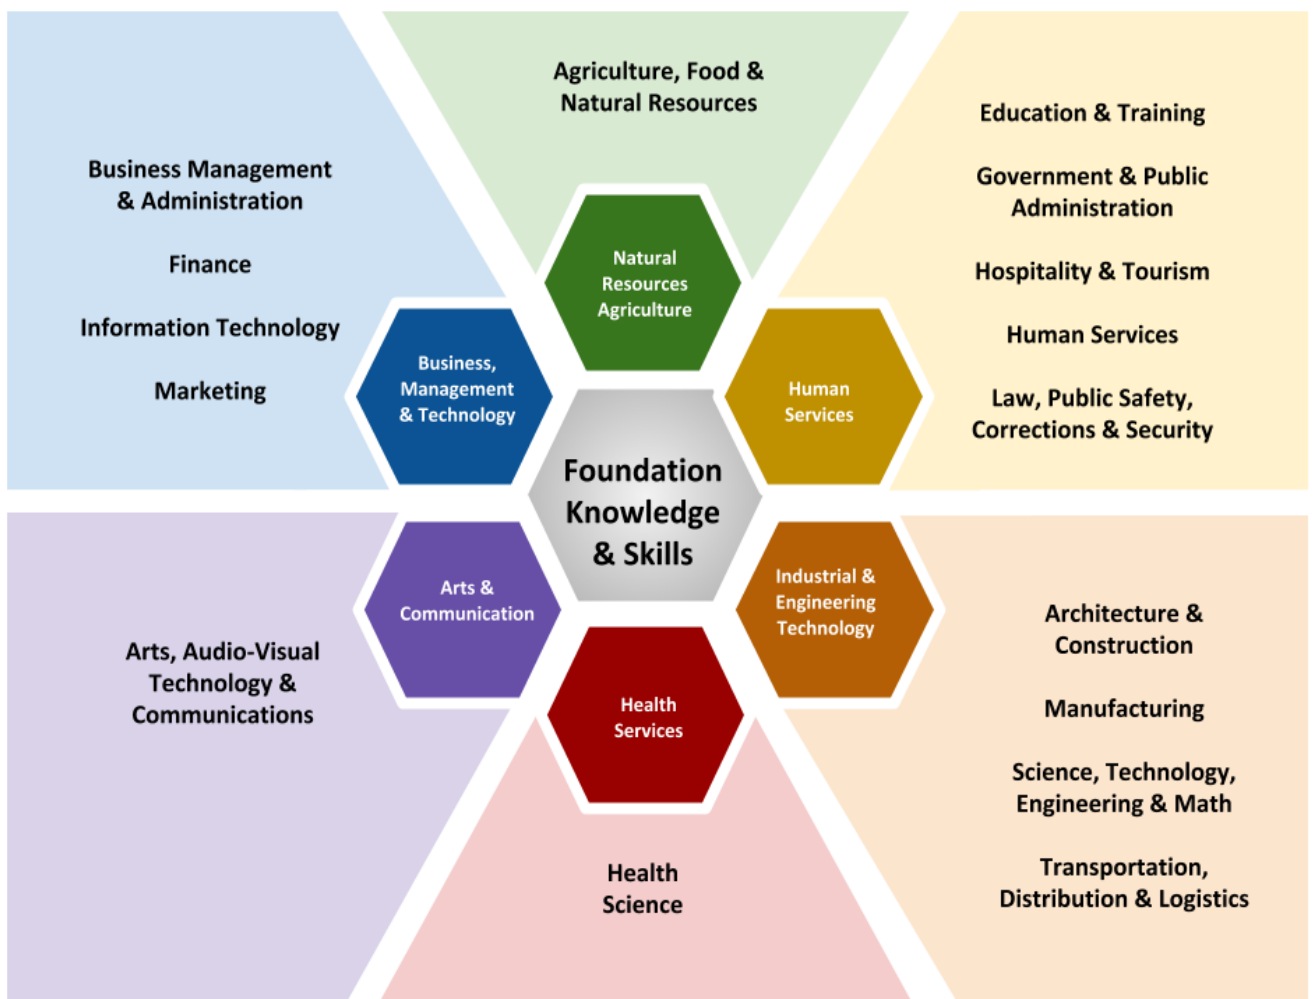 Agriculture, Food &
Natural Resources
Business Management
& Administration
Finance
Information Technology
Marketing
Education & Training
Government & Public
Administration
Hospitality & Tourism
Human Services
Law, Public Safety,
Corrections & Security
Natural
Resources
Agriculture
Business,
Management
& Technology
Human
Services
Foundation
Knowledge
& Skills
Arts &
Communication
Industrial &
Engineering
Technology
Health
Services
Arts, Audio-Visual
Technology &
Communications
Architecture &
Construction
Manufacturing
Science, Technology,
Engineering & Math
Transportation,
Distribution & Logistics
Health
Science